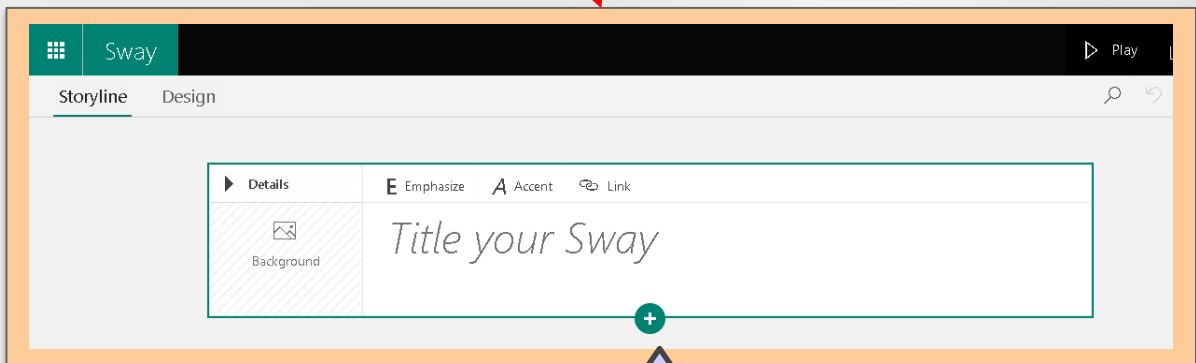 Sway
Play
Storyline Design
Details
E Emphasize A Accent Link
Background
Title your Sway